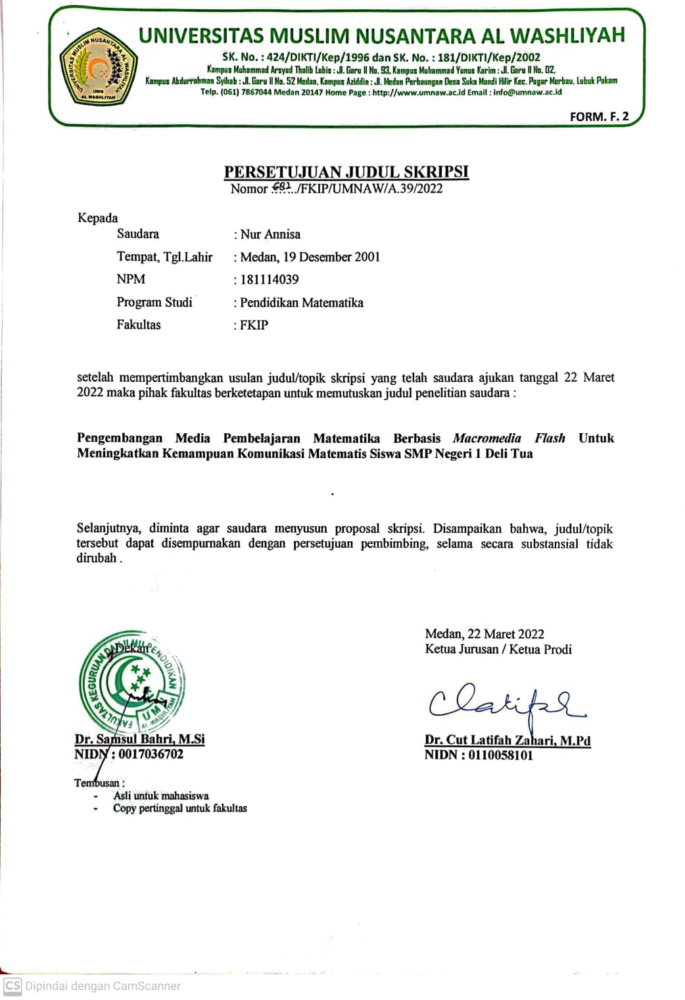 UNIVERSITAS MUSLIM NUSANTARA AL WASHLIYAH
SK. No. : 424/DIKTI/Kep/1996 dan SK. No. : 181/DIKTI/Kep/2002
Kampus Muhammad Arsyad Thalib Lubis : Jl. Garu II No. 93, Kampus Muhammad Yunus Karim : Jl. Garu II No. 02,
Kampus Abdurrahman Syihab : Jl. Garu II No. 52 Medan, Kampus Aziddin : Jl. Medan Perbaungan Desa Suka Mandi Hilir Kec. Pagar Merbau, Lubuk Pakam
Telp. (061) 7867044 Medan 20147 Home Page : http://www.umnaw.ac.id Email : info@umnaw.ac.id
UNIVERSITAS MUSLIM NUSANTARA AL WASHLIYAH
UMN
AL WASHLIYAH
FORM. F. 2
PERSETUJUAN JUDUL SKRIPSI
Nomor 687../FKIP/UMNAW/A.39/2022
Kepada
Saudara : Nur Annisa
Tempat, Tgl.Lahir : Medan, 19 Desember 2001
NPM : 181114039
Program Studi : Pendidikan Matematika
Fakultas : FKIP
setelah mempertimbangkan usulan judul/topik skripsi yang telah saudara ajukan tanggal 22 Maret
2022 maka pihak fakultas berketetapan untuk memutuskan judul penelitian saudara :
Pengembangan Media Pembelajaran Matematika Berbasis Macromedia Flash Untuk
Meningkatkan Kemampuan Komunikasi Matematis Siswa SMP Negeri 1 Deli Tua
Selanjutnya, diminta agar saudara menyusun proposal skripsi. Disampaikan bahwa, judul/topik
tersebut dapat disempurnakan dengan persetujuan pembimbing, selama secara substansial tidak
dirubah .
Medan, 22 Maret 2022
Dekan
Ketua Jurusan / Ketua Prodi
FAKULTAS KEGURUAN DAN ILMU PENDIDIKAN
UMN
AL-WASHLIYAH
Clatifah
Dr. Samsul Bahri, M.Si
NIDN : 0017036702
Dr. Cut Latifah Zahari, M.Pd
NIDN : 0110058101
Tembusan :
- Asli untuk mahasiswa
- Copy pertinggal untuk fakultas
CS Dipindai dengan CamScanner